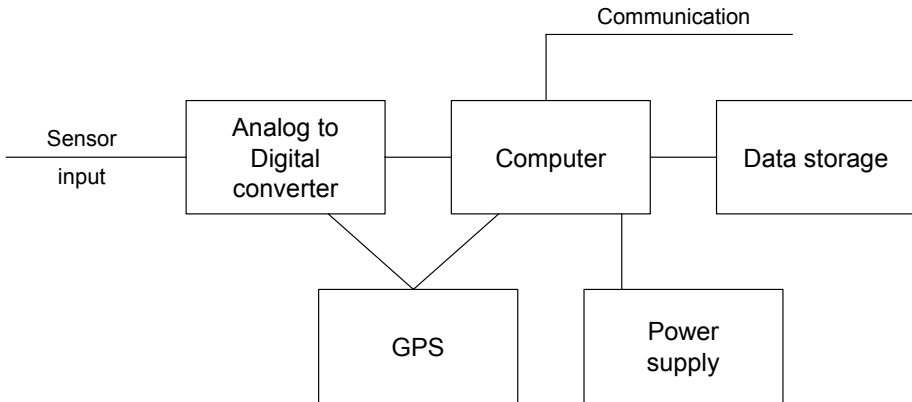 Communication
Sensor
input
Analog to
Digital
converter
Computer
Data storage
GPS
Power
supply